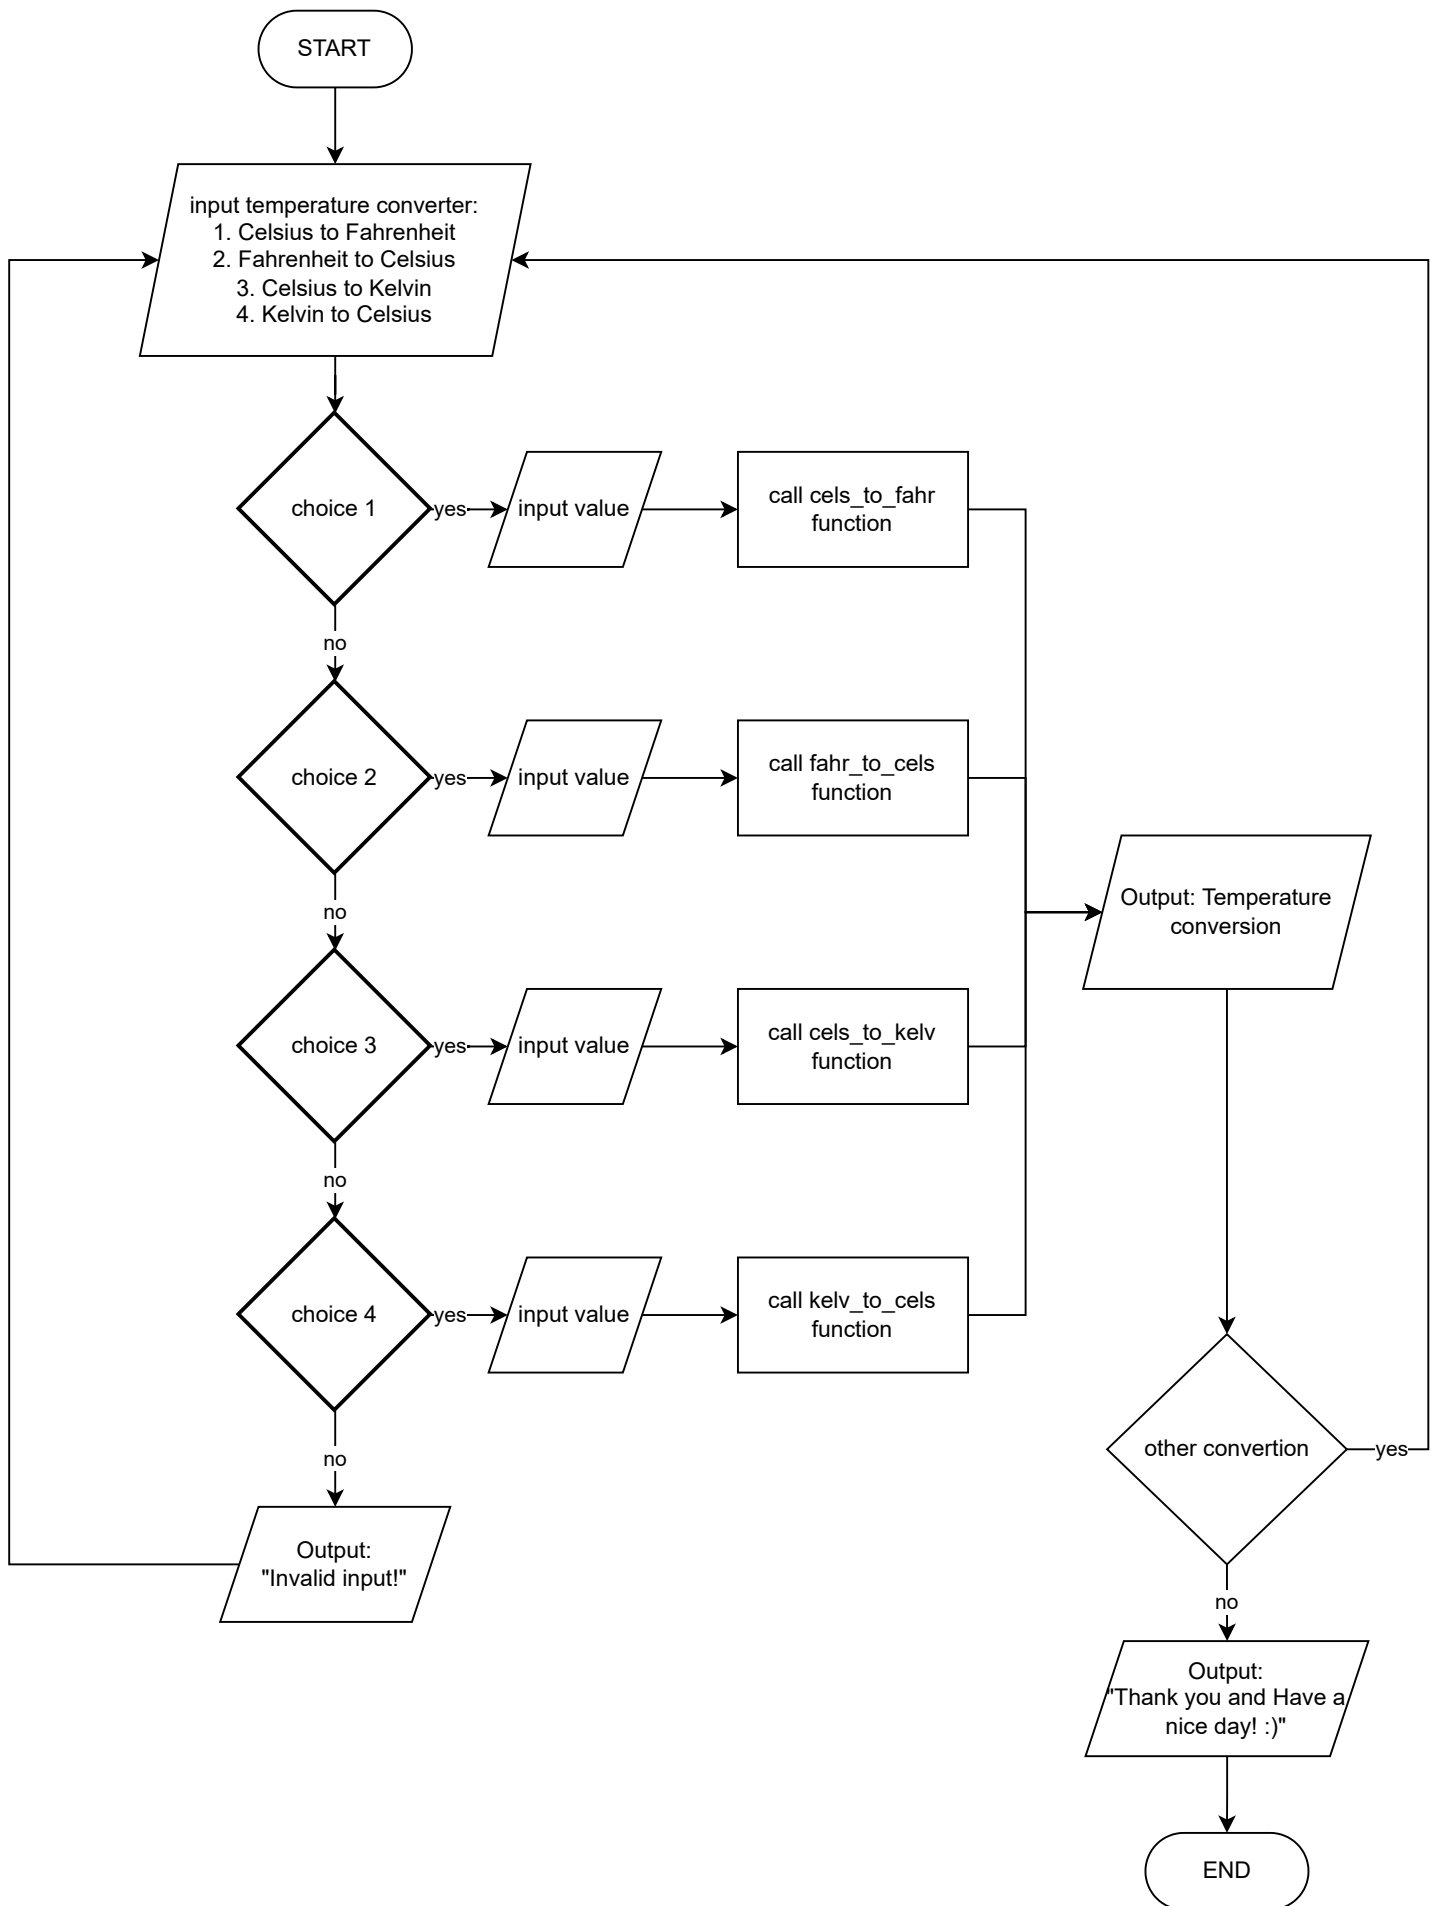 START
input temperature converter:
1. Celsius to Fahrenheit
2. Fahrenheit to Celsius
3. Celsius to Kelvin
4. Kelvin to Celsius
choice 1
yes
input value
call cels_to_fahr
function
no
choice 2
yes
input value
call fahr_to_cels
function
Output: Temperature
conversion
no
choice 3
yes
input value
call cels_to_kelv
function
no
choice 4
yes
input value
call kelv_to_cels
function
other convertion
yes
no
Output:
"Invalid input!"
no
Output:
"Thank you and Have a
nice day! :)"
END